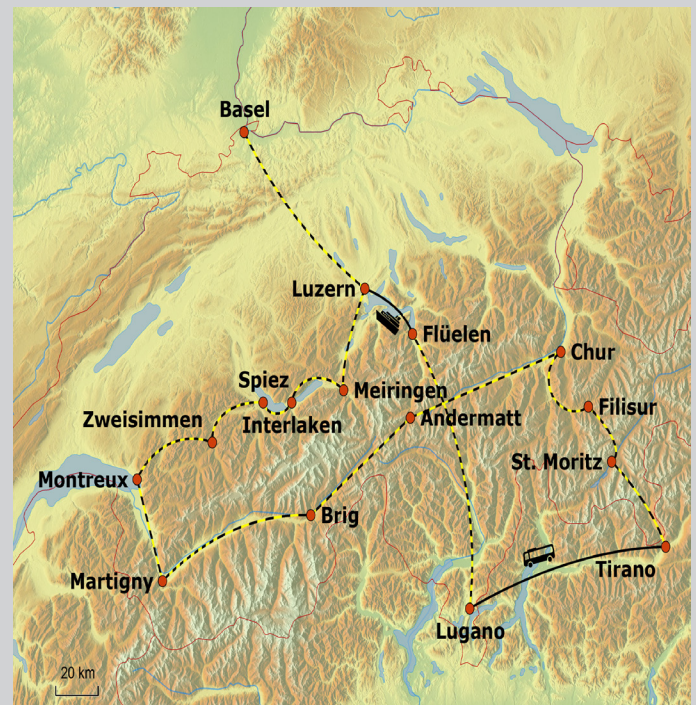 Basel
Luzern
Flüelen
Chur
Spiez
Meiringen
Interlaken
Zweisimmen
Andermatt
Filisur
St. Moritz
Montreux
Brig
Tirano
Martigny
Lugano
20 km